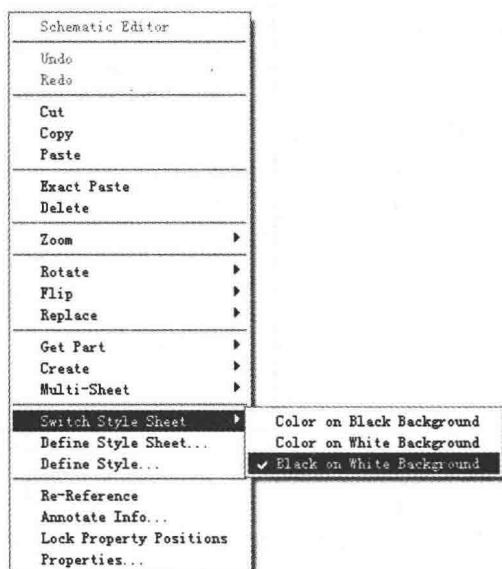 Schematic Editor
Undo
Redo
Cut
Copy
Paste
Exact Paste
Delete
Zoom
Rotate
Flip
Replace
Get Part
Create
Multi-Sheet
Switch Style Sheet
Color on Black Background
Define Style Sheet...
Color on White Background
Define Style...
Black on White Background
Re-Reference
Annotate Info...
Lock Property Positions
Properties...